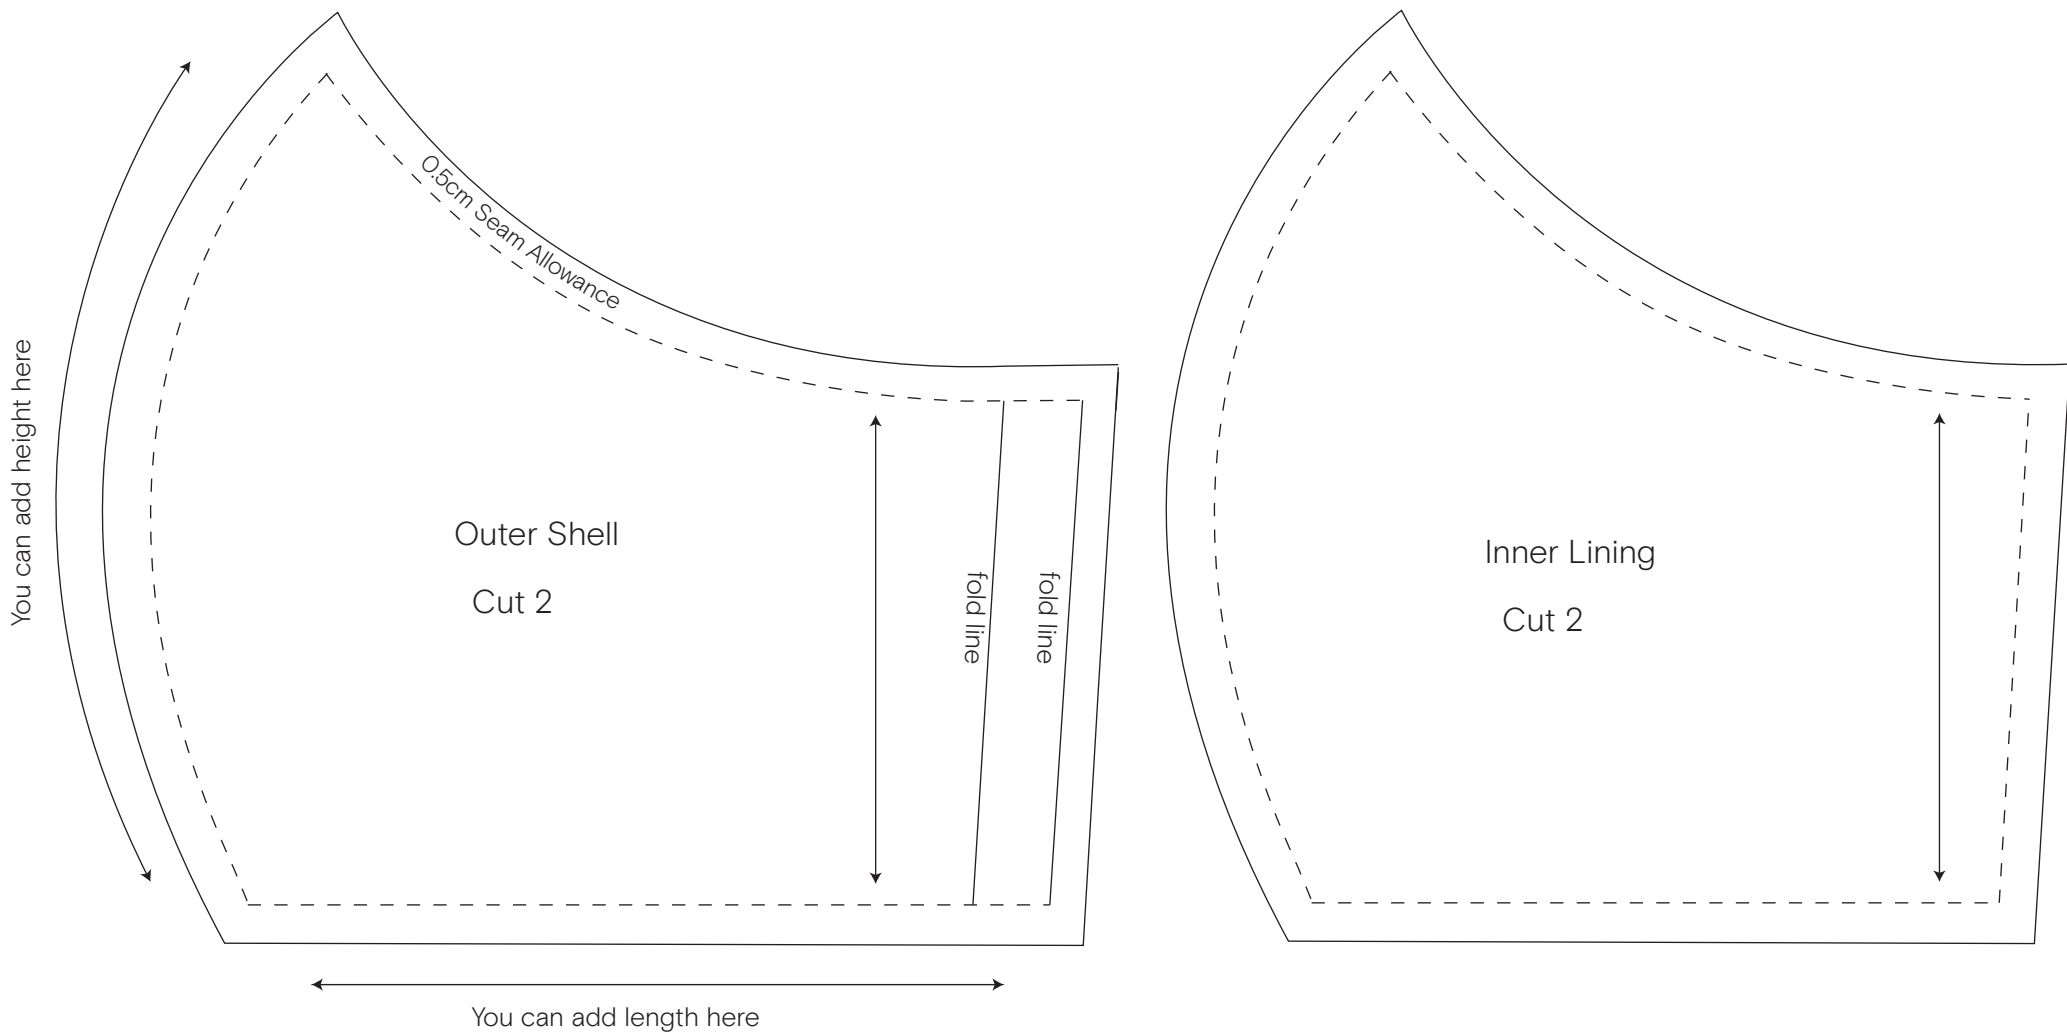 You can add height here
0.5cm Seam Allowance
Outer Shell
Cut 2
fold line
fold line
You can add length here
Inner Lining
Cut 2